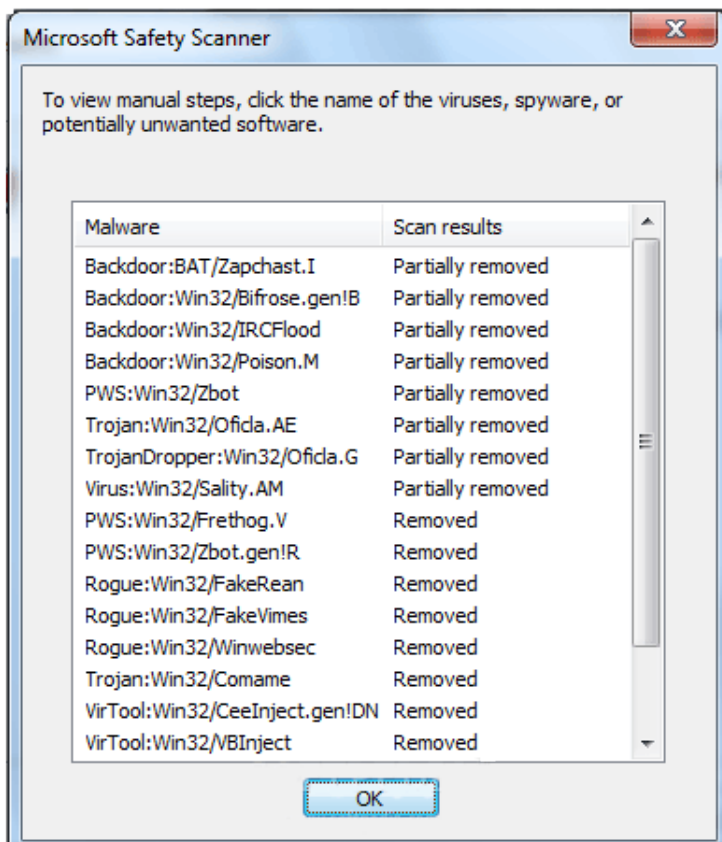 Microsoft Safety Scanner
To view manual steps, click the name of the viruses, spyware, or
potentially unwanted software.
Malware Scan results
Backdoor:BAT/Zapchast.I Partially removed
Backdoor:Win32/Bifrose.gen!B Partially removed
Backdoor:Win32/IRCFlood Partially removed
Backdoor:Win32/Poison.M Partially removed
PWS:Win32/Zbot Partially removed
Trojan:Win32/Oficla.AE Partially removed
TrojanDropper:Win32/Oficla.G Partially removed
Virus:Win32/Sality.AM Partially removed
PWS:Win32/Frethog.V Removed
PWS:Win32/Zbot.gen!R Removed
Rogue:Win32/FakeRean Removed
Rogue:Win32/FakeVimes Removed
Rogue:Win32/Winwebsec Removed
Trojan:Win32/Comame Removed
VirTool:Win32/CeeInject.gen!DN Removed
VirTool:Win32/VBInject Removed
OK